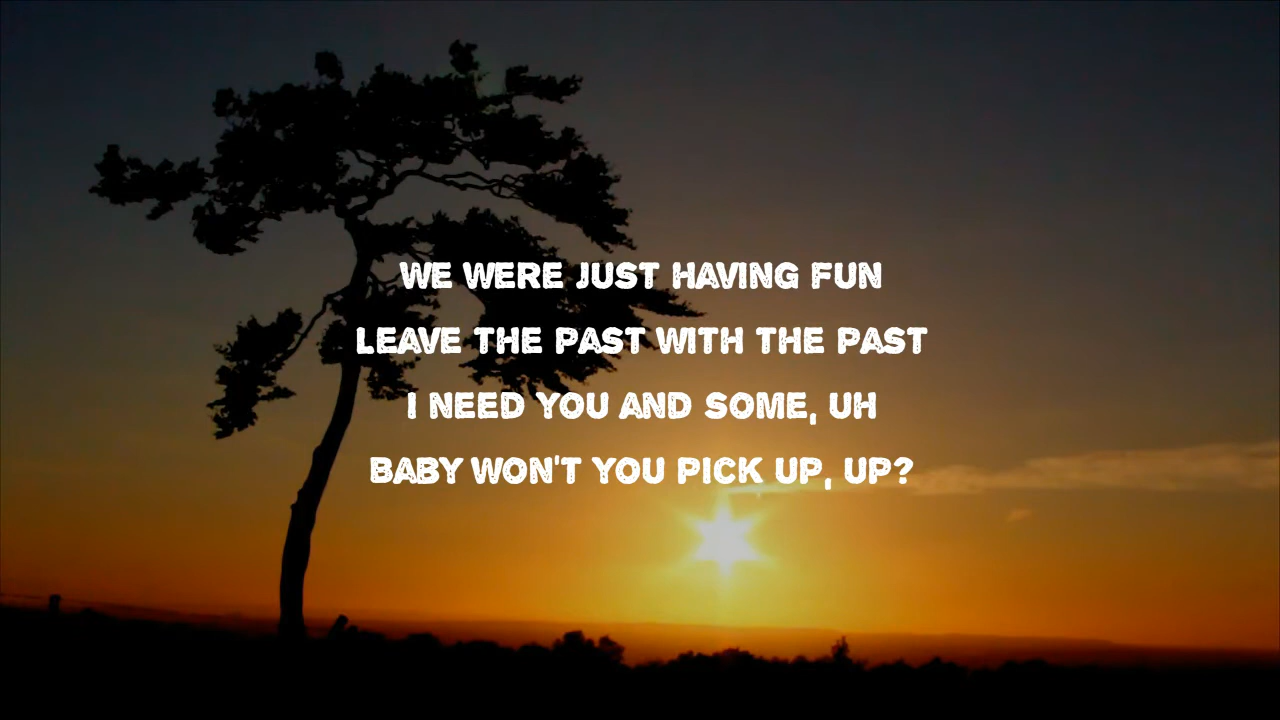 WE WERE JUST HAVING FUN
LEAVE THE PAST WITH THE PAST
I NEED YOU AND SOME, UH
BABY WON'T YOU PICK UP, UP?